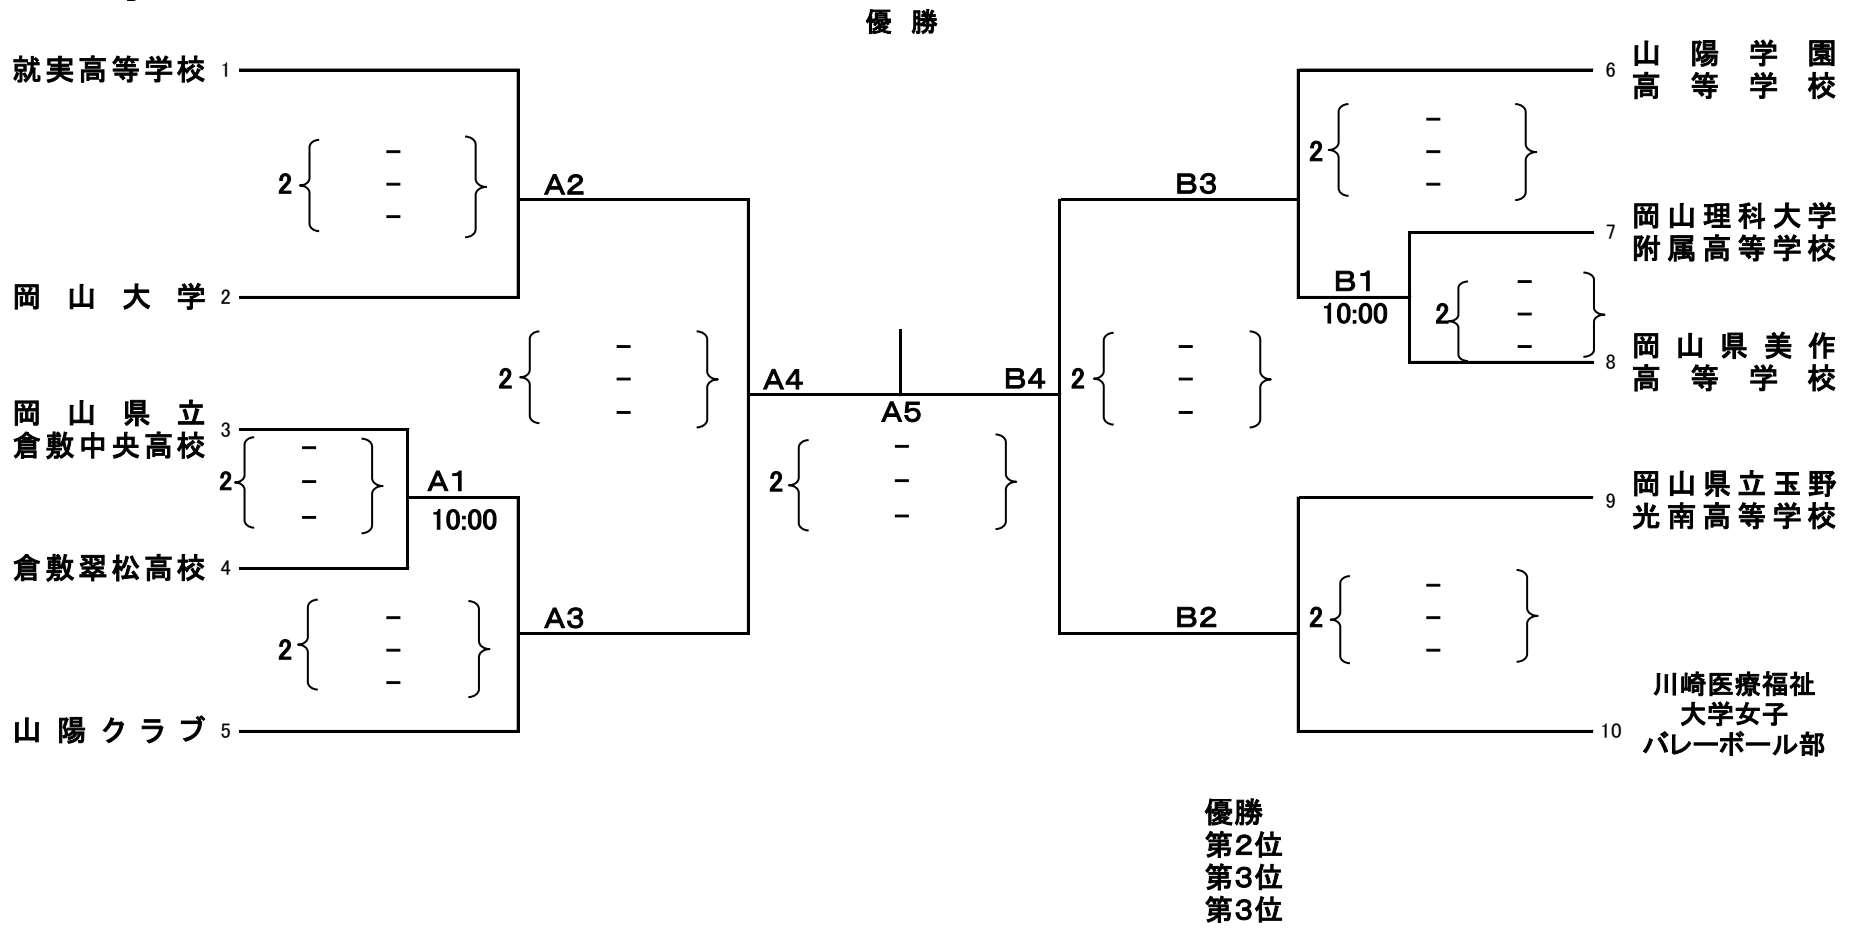 優勝
就実高等学校 1
2
-
-
-
A2
岡山大学 2
2
-
-
-
A4
岡山県立
倉敷中央高校 3
2
-
-
-
A1
10:00
倉敷翠松高校 4
2
-
-
-
A3
山陽クラブ 5
A5
2
-
-
-
6 山陽学園
高等学校
2
-
-
-
B3
7 岡山理科大学
附属高等学校
B1
10:00
2
-
-
-
8 岡山県美作
高等学校
B4
2
-
-
-
9 岡山県立玉野
光南高等学校
B2
2
-
-
-
10 川崎医療福祉
大学女子
バレーボール部
優勝
第2位
第3位
第3位